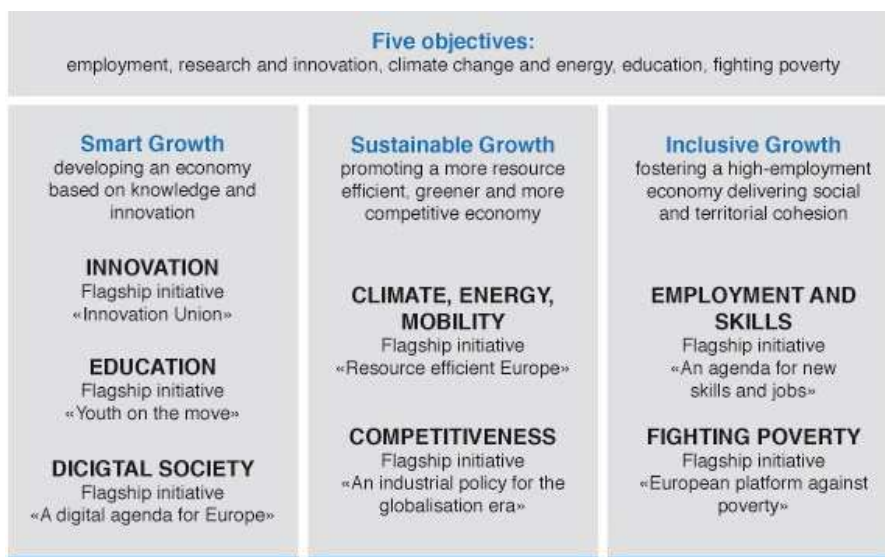 Five objectives:
employment, research and innovation, climate change and energy, education, fighting poverty
Smart Growth
developing an economy
based on knowledge and
innovation
INNOVATION
Flagship initiative
«Innovation Union»
EDUCATION
Flagship initiative
«Youth on the move»
DICIGTAL SOCIETY
Flagship initiative
«A digital agenda for Europe»
Sustainable Growth
promoting a more resource
efficient, greener and more
competitive economy
CLIMATE, ENERGY,
MOBILITY
Flagship initiative
«Resource efficient Europe»
COMPETITIVENESS
Flagship initiative
«An industrial policy for the
globalisation era»
Inclusive Growth
fostering a high-employment
economy delivering social
and territorial cohesion
EMPLOYMENT AND
SKILLS
Flagship initiative
«An agenda for new
skills and jobs»
FIGHTING POVERTY
Flagship initiative
«European platform against
poverty»